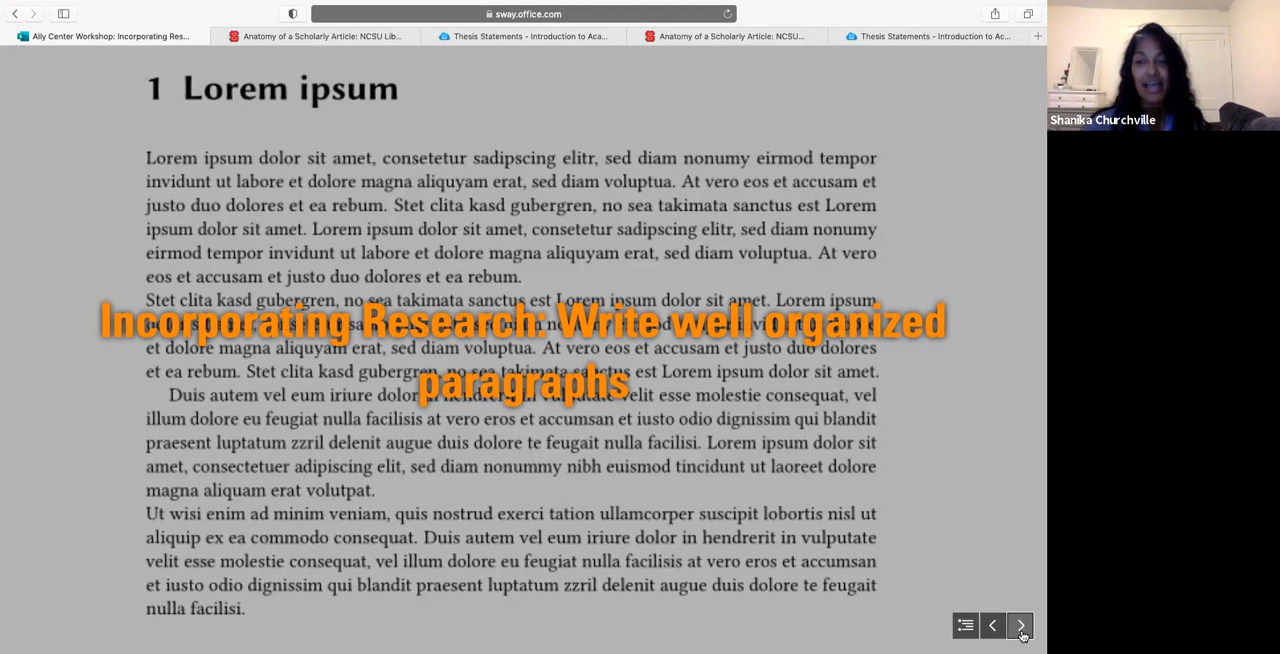 sway.office.com
Ally Center Workshop: Incorporating Res...
Anatomy of a Scholarly Article: NCSU Lib...
Thesis Statements - Introduction to Aca...
Anatomy of a Scholarly Article: NCSU...
Thesis Statements - Introduction to Ac...
Shanika Churchville
1 Lorem ipsum
Lorem ipsum dolor sit amet, consetetur sadipscing elitr, sed diam nonumy eirmod tempor
invidunt ut labore et dolore magna aliquyam erat, sed diam voluptua. At vero eos et accusam et
justo duo dolores et ea rebum. Stet clita kasd gubergren, no sea takimata sanctus est Lorem
ipsum dolor sit amet. Lorem ipsum dolor sit amet, consetetur sadipscing elitr, sed diam nonumy
eirmod tempor invidunt ut labore et dolore magna aliquyam erat, sed diam voluptua. At vero
eos et accusam et justo duo dolores et ea rebum.
Stet clita kasd gubergren, no sea takimata sanctus est Lorem ipsum dolor sit amet. Lorem ipsum
Incorporating Research: Write well organized
et dolore magna aliquyam erat, sed diam voluptua. At vero eos et accusam et justo duo dolores
et ea rebum. Stet clita kasd gubergren, no sea takimata sanctus est Lorem ipsum dolor sit amet.
paragraphs
Duis autem vel eum iriure dolor in hendrerit in vulputate velit esse molestie consequat, vel
illum dolore eu feugiat nulla facilisis at vero eros et accumsan et iusto odio dignissim qui blandit
praesent luptatum zzril delenit augue duis dolore te feugait nulla facilisi. Lorem ipsum dolor sit
amet, consectetuer adipiscing elit, sed diam nonummy nibh euismod tincidunt ut laoreet dolore
magna aliquam erat volutpat.
Ut wisi enim ad minim veniam, quis nostrud exerci tation ullamcorper suscipit lobortis nisl ut
aliquip ex ea commodo consequat. Duis autem vel eum iriure dolor in hendrerit in vulputate
velit esse molestie consequat, vel illum dolore eu feugiat nulla facilisis at vero eros et accumsan
et iusto odio dignissim qui blandit praesent luptatum zzril delenit augue duis dolore te feugait
nulla facilisi.